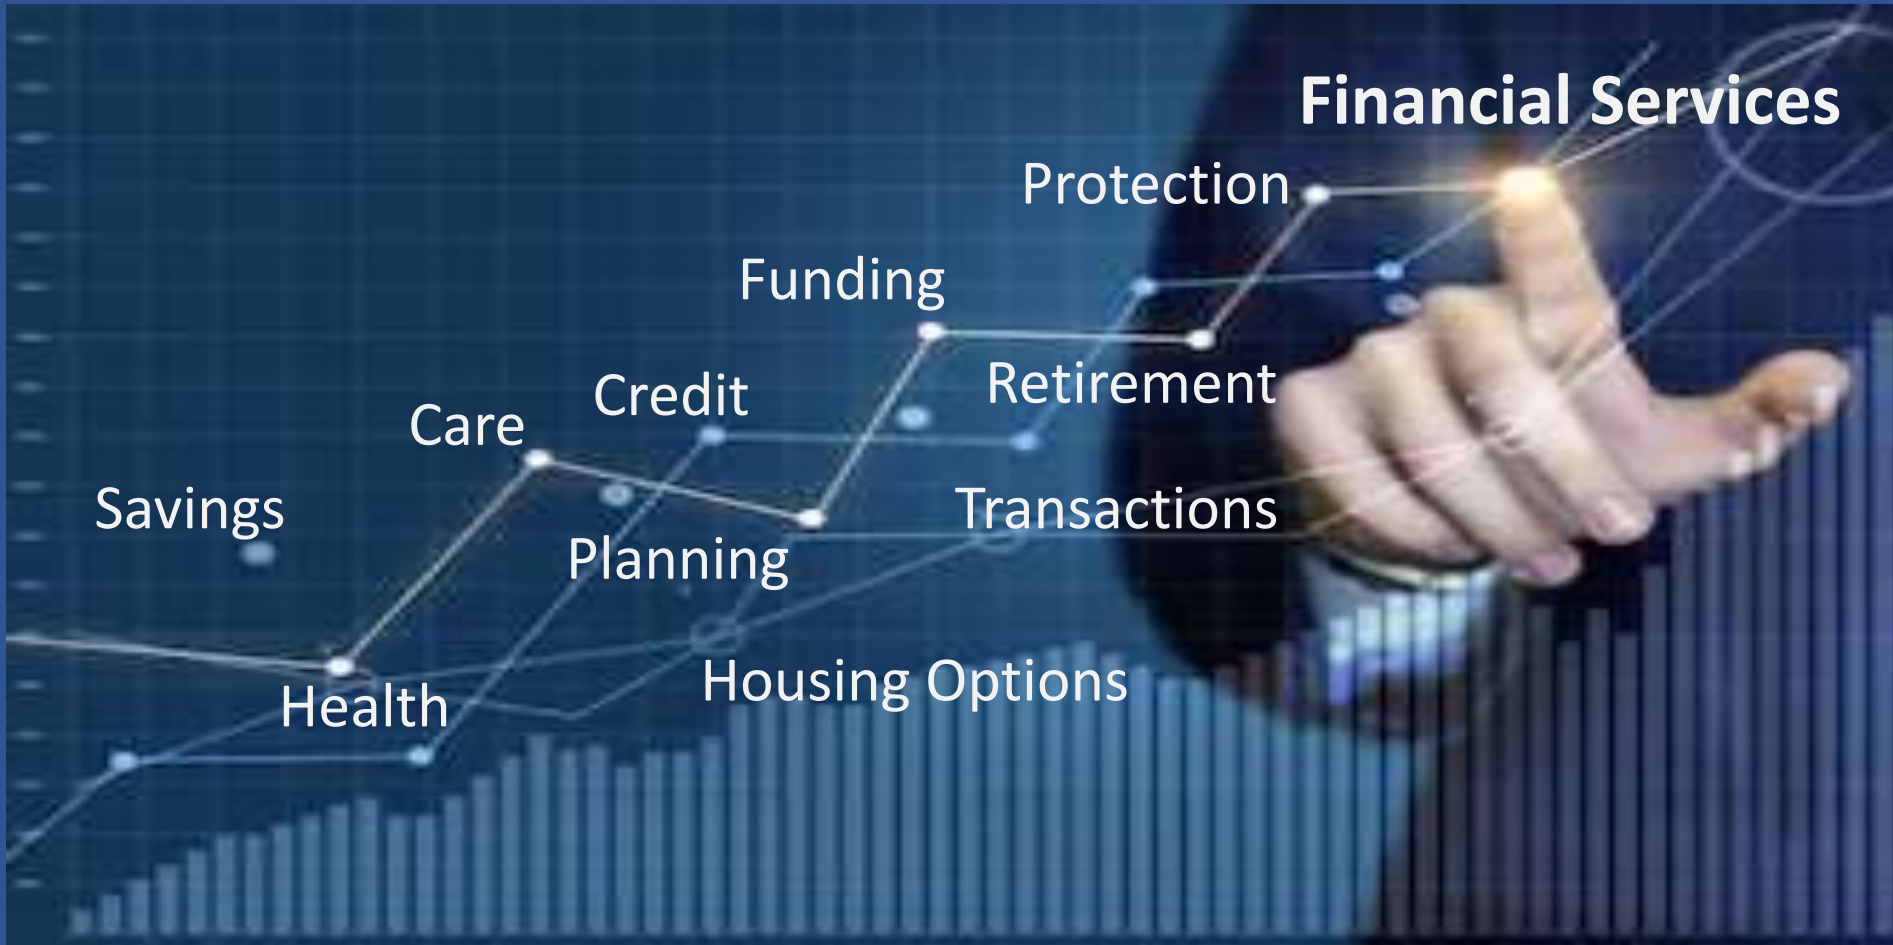 Financial Services
Protection
Funding
Retirement
Credit
Care
Savings
Transactions
Planning
Housing Options
Health